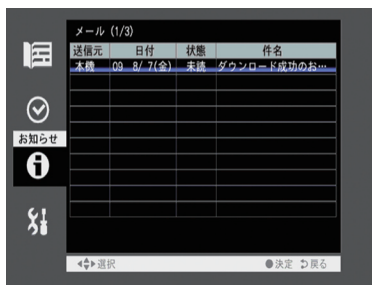 メール (1/3)
送信元 日付 状態 件名
本機 09 8/ 7(金) 未読 ダウンロード成功のお…
お知らせ
選択 決定 戻る